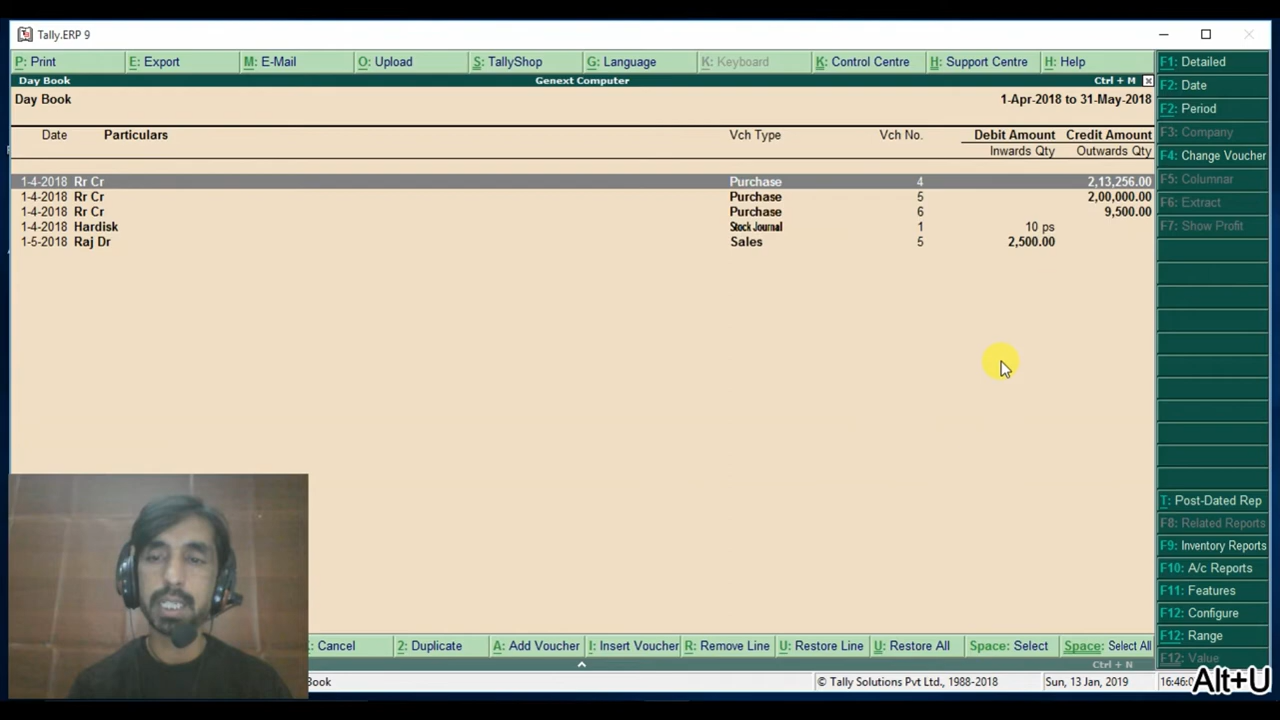 Tally.ERP 9
P: Print E: Export M: E-Mail O: Upload S: TallyShop G: Language K: Keyboard K: Control Centre H: Support Centre H: Help
Day Book Genext Computer Ctrl + M
Day Book 1-Apr-2018 to 31-May-2018
Date Particulars Vch Type Vch No. Debit Amount Credit Amount
Inwards Qty Outwards Qty
1-4-2018 Rr Cr Purchase 4 2,13,256.00
1-4-2018 Rr Cr Purchase 5 2,00,000.00
1-4-2018 Rr Cr Purchase 6 9,500.00
1-4-2018 Hardisk Stock Journal 1 10 ps
1-5-2018 Raj Dr Sales 5 2,500.00
F1: Detailed
F2: Date
F2: Period
F3: Company
F4: Change Voucher
F5: Columnar
F6: Extract
F7: Show Profit
T: Post-Dated Rep
F8: Related Reports
F9: Inventory Reports
F10: A/c Reports
F11: Features
F12: Configure
F12: Range
F12: Value
: Cancel 2: Duplicate A: Add Voucher I: Insert Voucher R: Remove Line U: Restore Line U: Restore All Space: Select Space: Select All
Ctrl + N
Book © Tally Solutions Pvt Ltd., 1988-2018 Sun, 13 Jan, 2019 16:46:
Alt+U